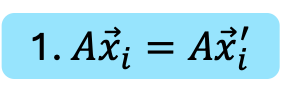 1. Ax⃗ᵢ = Ax⃗ᵢ′